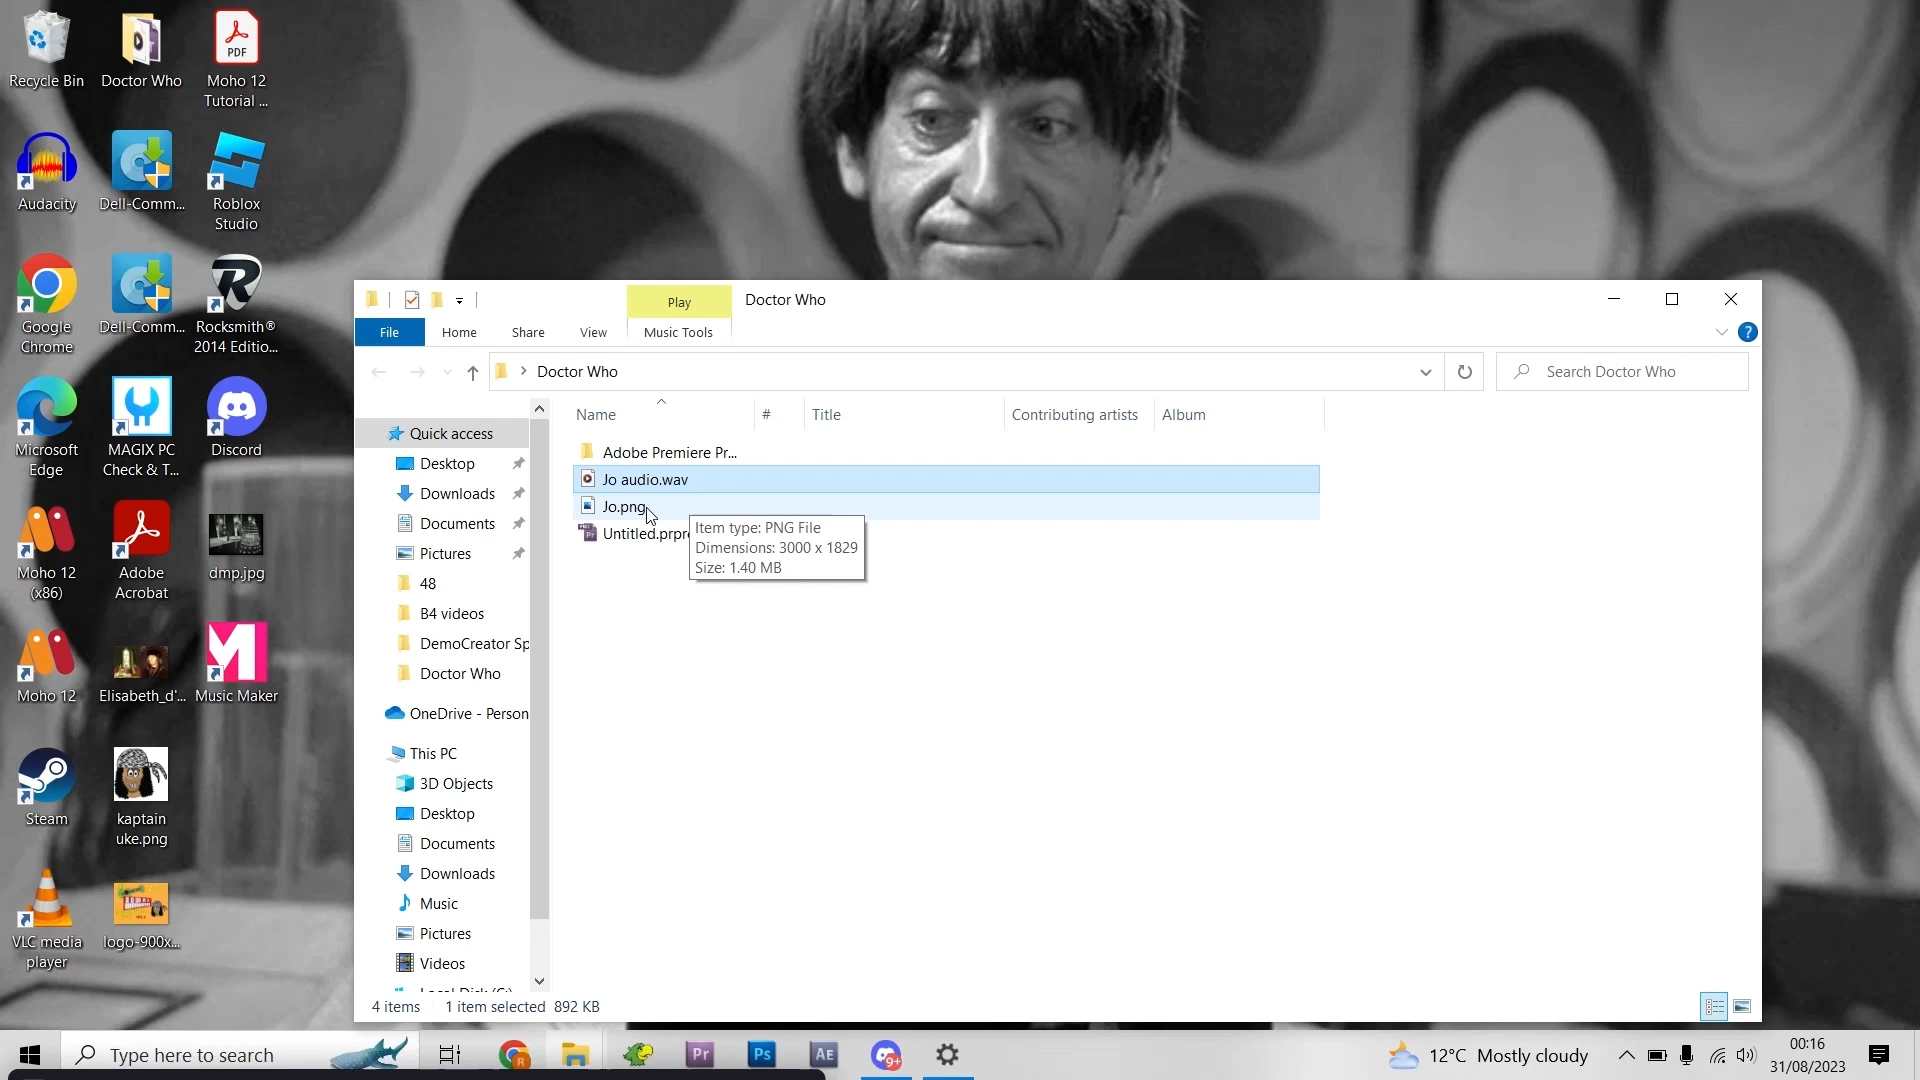 Recycle Bin
Doctor Who
Moho 12
Tutorial ...
PDF
Audacity
Dell-Comm...
Roblox
Studio
Google
Chrome
Dell-Comm...
Rocksmith®
2014 Editio...
Microsoft
Edge
MAGIX PC
Check & T...
Discord
Moho 12
(x86)
Adobe
Acrobat
dmp.jpg
Moho 12
Elisabeth_d'...
Music Maker
Steam
kaptain
uke.png
VLC media
player
logo-900x...
Play
Doctor Who
File
Home
Share
View
Music Tools
?
Doctor Who
Search Doctor Who
Quick access
Desktop
Downloads
Documents
Pictures
48
B4 videos
DemoCreator Sp
Doctor Who
OneDrive - Person
This PC
3D Objects
Desktop
Documents
Downloads
Music
Pictures
Videos
Local Disk (C:)
Name
#
Title
Contributing artists
Album
Adobe Premiere Pr...
Jo audio.wav
Jo.png
Untitled.prpr
Item type: PNG File
Dimensions: 3000 x 1829
Size: 1.40 MB
4 items
1 item selected 892 KB
Type here to search
R
Pr
Ps
AE
9+
12°C Mostly cloudy
00:16
31/08/2023